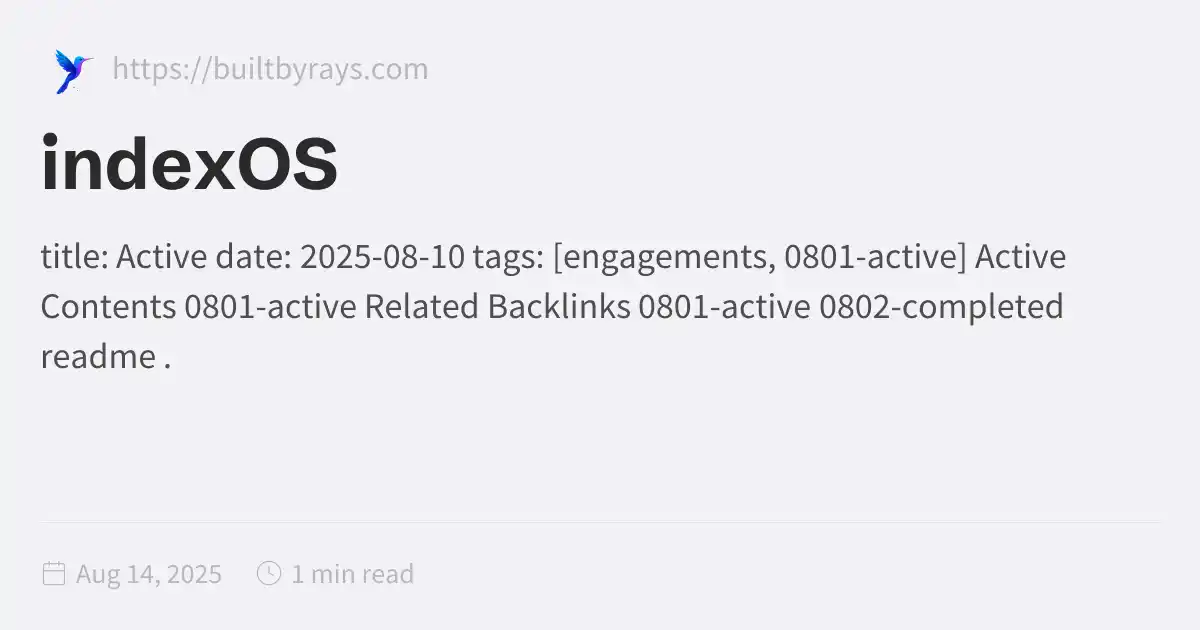 https://builtbyrays.com
indexOS
title: Active date: 2025-08-10 tags: [engagements, 0801-active] Active
Contents 0801-active Related Backlinks 0801-active 0802-completed
readme .
Aug 14, 2025 1 min read